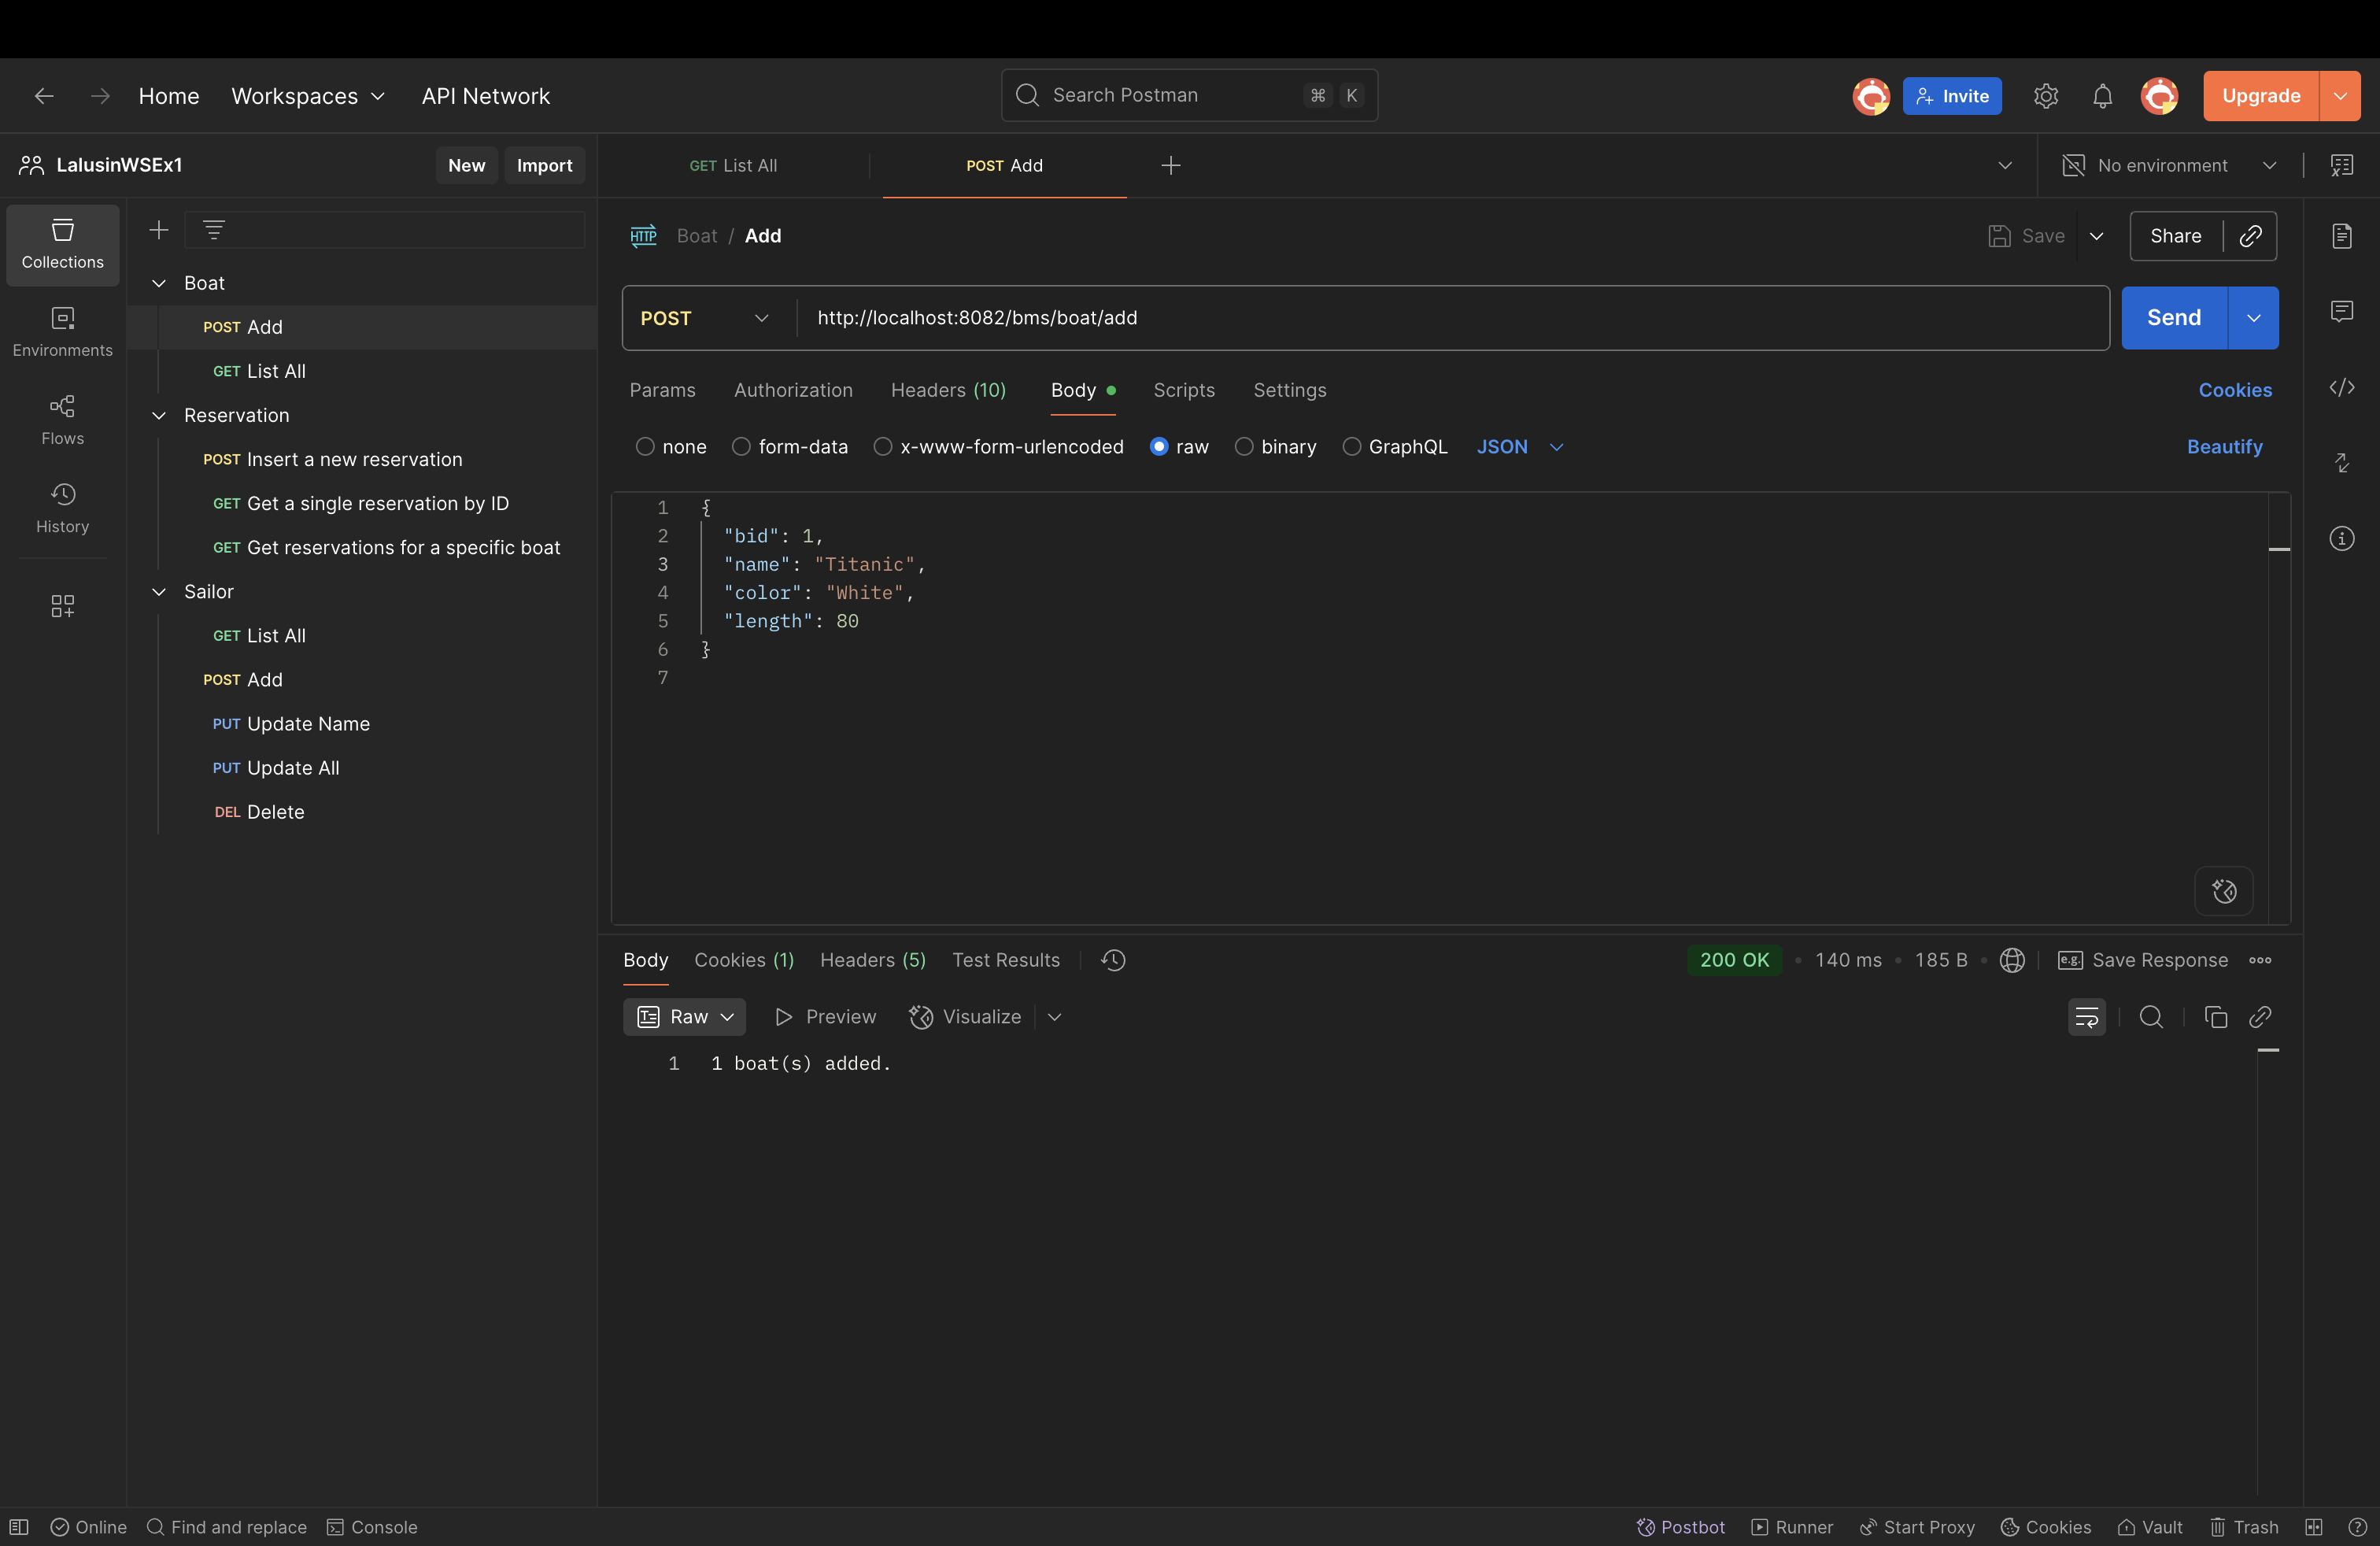 Home Workspaces API Network Search Postman ⌘ K Invite Upgrade
LalusinWSEx1 New Import GET List All POST Add No environment
Collections
Environments
Flows
History
Boat
POST Add
GET List All
Reservation
POST Insert a new reservation
GET Get a single reservation by ID
GET Get reservations for a specific boat
Sailor
GET List All
POST Add
PUT Update Name
PUT Update All
DEL Delete
HTTP Boat / Add Save Share
POST http://localhost:8082/bms/boat/add Send
Params Authorization Headers (10) Body Scripts Settings Cookies
none form-data x-www-form-urlencoded raw binary GraphQL JSON Beautify
1 {
2 "bid": 1,
3 "name": "Titanic",
4 "color": "White",
5 "length": 80
6 }
7
Body Cookies (1) Headers (5) Test Results 200 OK • 140 ms • 185 B • e.g. Save Response
Raw Preview Visualize
1 1 boat(s) added.
Online Find and replace Console Postbot Runner Start Proxy Cookies Vault Trash